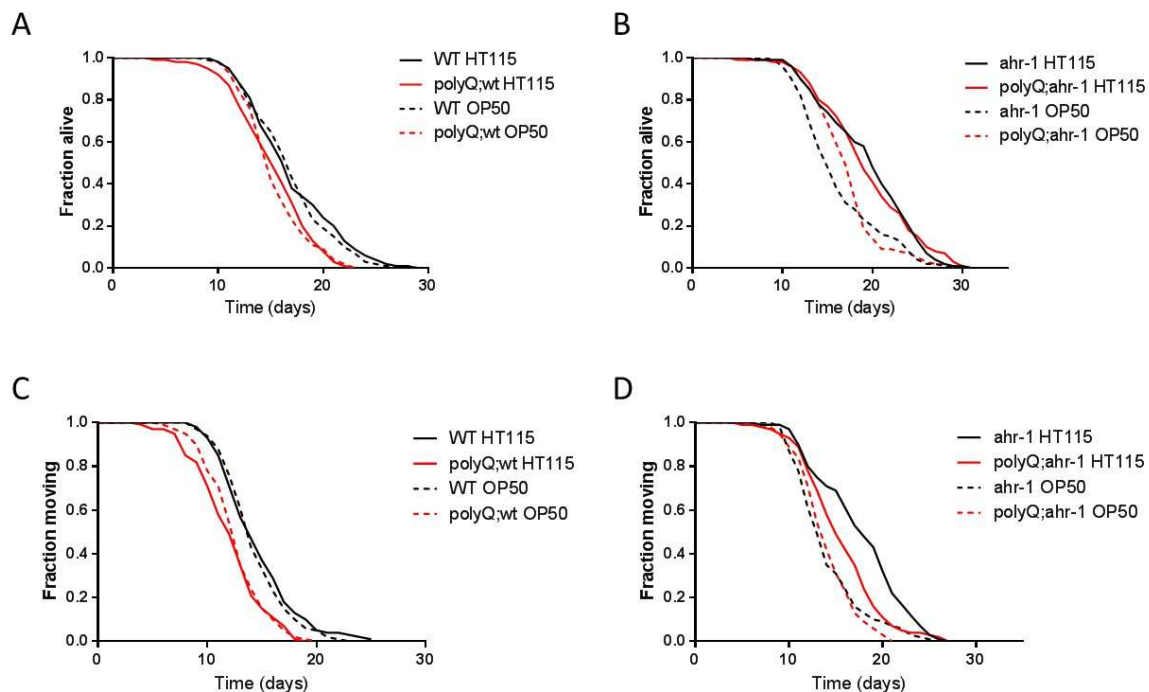 A
Fraction alive
1.0
0.8
0.6
0.4
0.2
0.0
0
10
20
30
Time (days)
WT HT115
polyQ;wt HT115
WT OP50
polyQ;wt OP50
B
Fraction alive
1.0
0.8
0.6
0.4
0.2
0.0
0
10
20
30
Time (days)
ahr-1 HT115
polyQ;ahr-1 HT115
ahr-1 OP50
polyQ;ahr-1 OP50
C
Fraction moving
1.0
0.8
0.6
0.4
0.2
0.0
0
10
20
30
Time (days)
WT HT115
polyQ;wt HT115
WT OP50
polyQ;wt OP50
D
Fraction moving
1.0
0.8
0.6
0.4
0.2
0.0
0
10
20
30
Time (days)
ahr-1 HT115
polyQ;ahr-1 HT115
ahr-1 OP50
polyQ;ahr-1 OP50